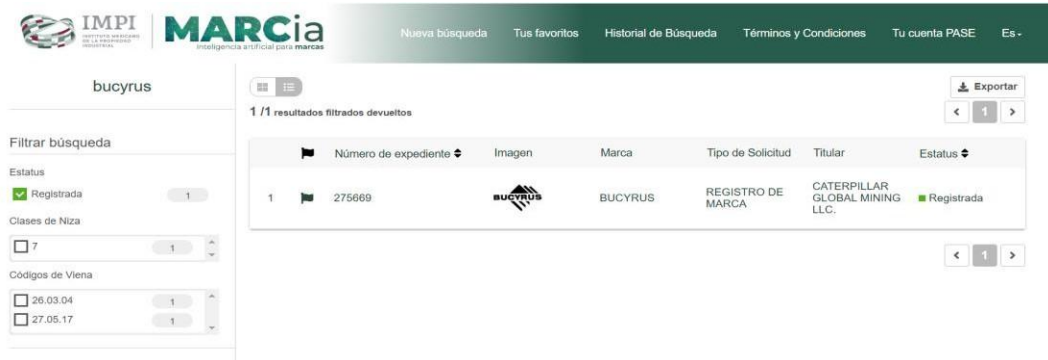 IMPI
INSTITUTO MEXICANO
DE LA PROPIEDAD
INDUSTRIAL
MARCia
inteligencia artificial para marcas
Nueva búsqueda Tus favoritos Historial de Búsqueda Términos y Condiciones Tu cuenta PASE Es
bucyrus
Exportar
1 /1 resultados filtrados devueltos
1
Filtrar búsqueda
Estatus
Registrada 1
Clases de Niza
7 1
Códigos de Viena
26.03.04 1
27.05.17 1
Número de expediente Imagen Marca Tipo de Solicitud Titular Estatus
1 275669 BUCYRUS BUCYRUS REGISTRO DE MARCA CATERPILLAR GLOBAL MINING LLC. Registrada
1